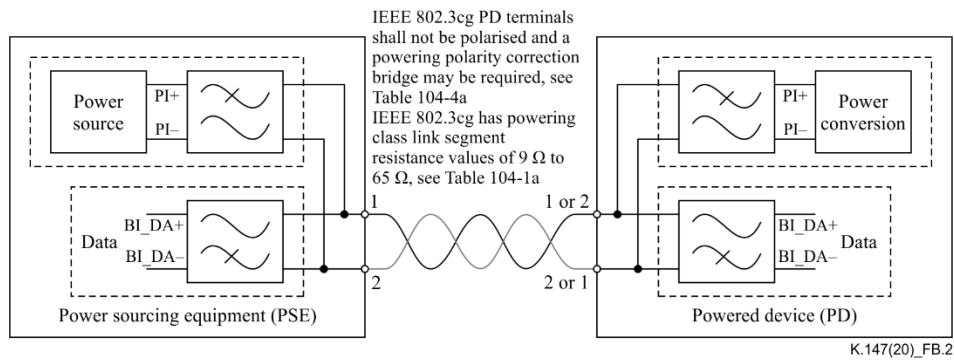 IEEE 802.3cg PD terminals
shall not be polarised and a
powering polarity correction
bridge may be required, see
Table 104-4a
IEEE 802.3cg has powering
class link segment
resistance values of 9 Ω to
65 Ω, see Table 104-1a
Power
source
PI+
PI–
PI+
PI–
Power
conversion
1
1 or 2
Data
BI_DA+
BI_DA–
BI_DA+
BI_DA–
Data
2
2 or 1
Power sourcing equipment (PSE)
Powered device (PD)
K.147(20)_FB.2